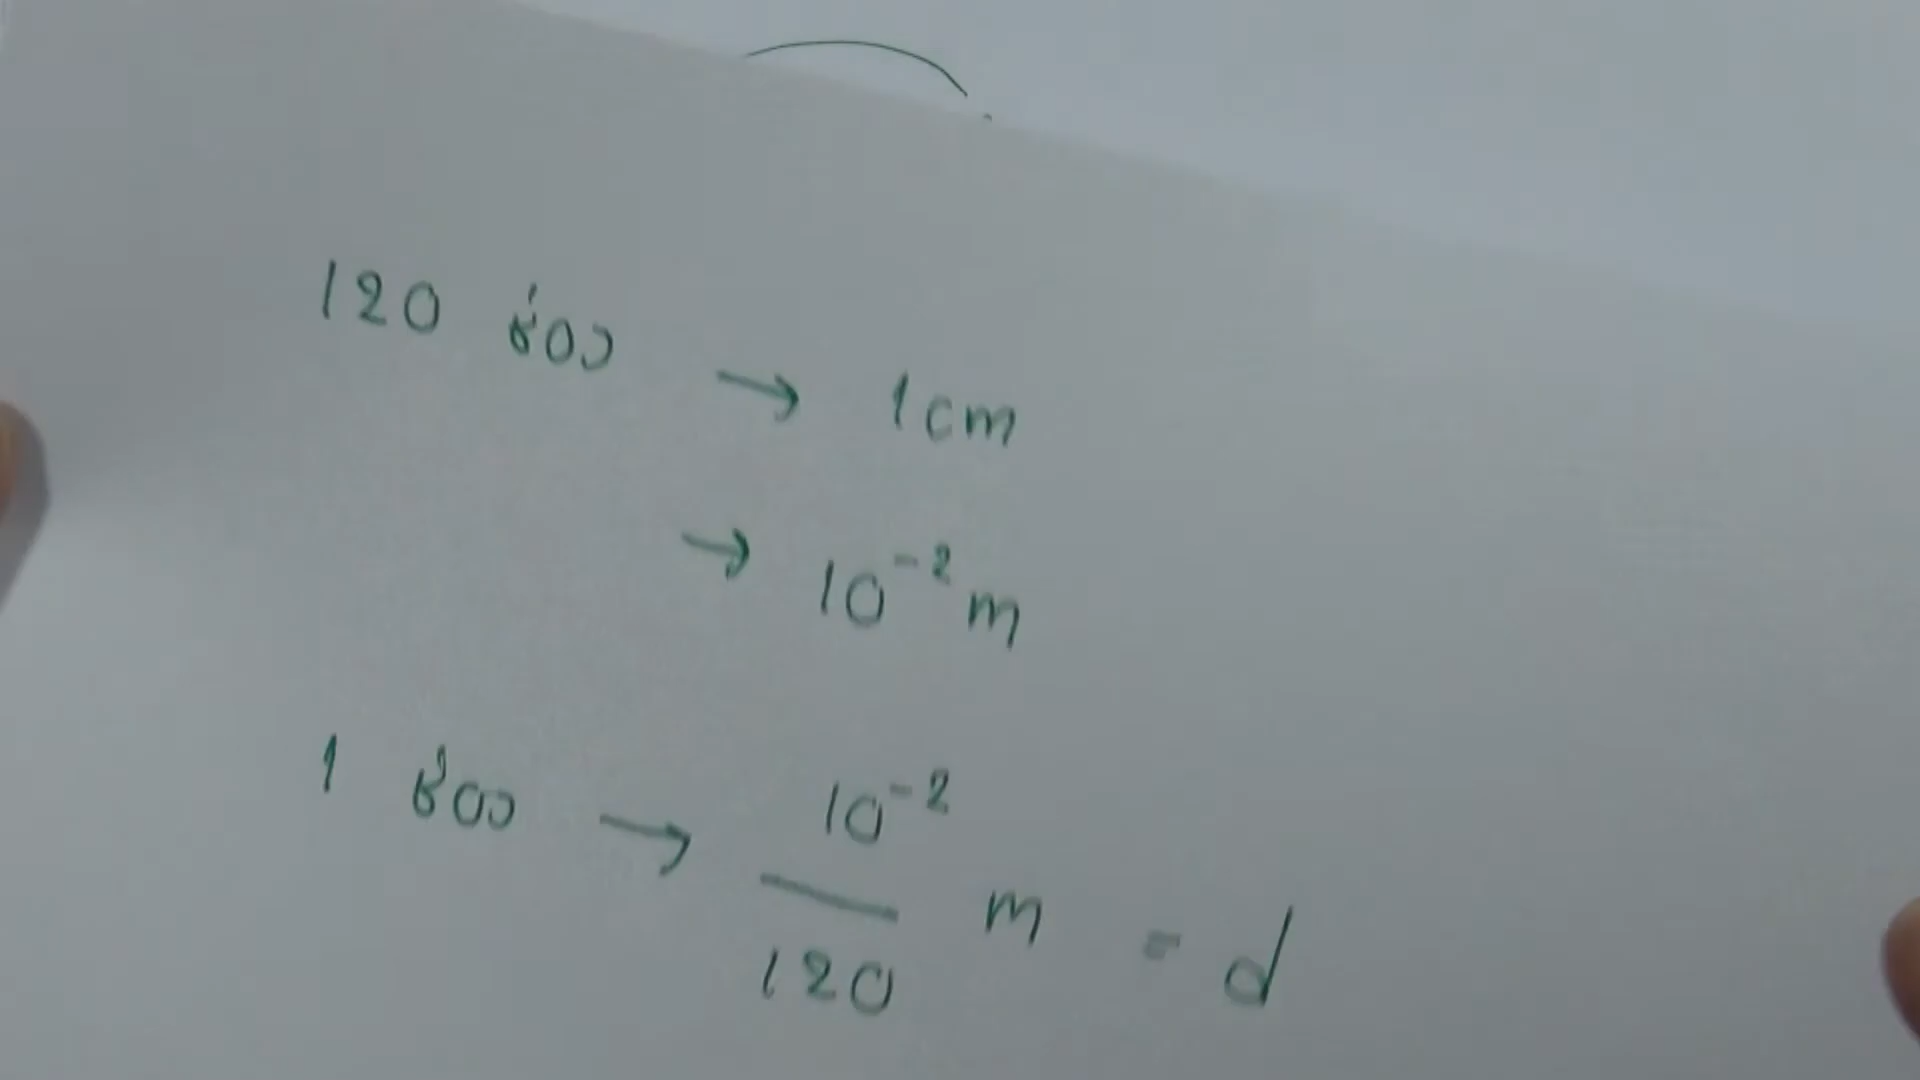 120 ช่อง → 1cm
→ 10⁻² m
1 ช่อง → 10⁻²/120 m = d